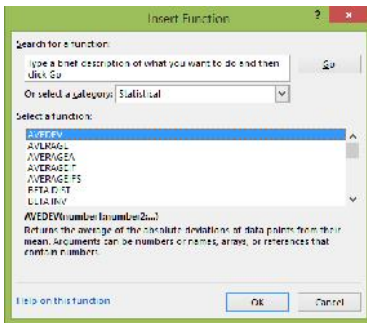 Insert Function
?
Search for a function:
Type a brief description of what you want to do and then
click Go
Go
Or select a category: Statistical
Select a function:
AVEDEV
AVERAGE
AVERAGEA
AVERAGEIF
AVERAGEIFS
BETA.DIST
BETA.INV
AVEDEV(number1;number2;...)
Returns the average of the absolute deviations of data points from their
mean. Arguments can be numbers or names, arrays, or references that
contain numbers.
Help on this function
OK
Cancel